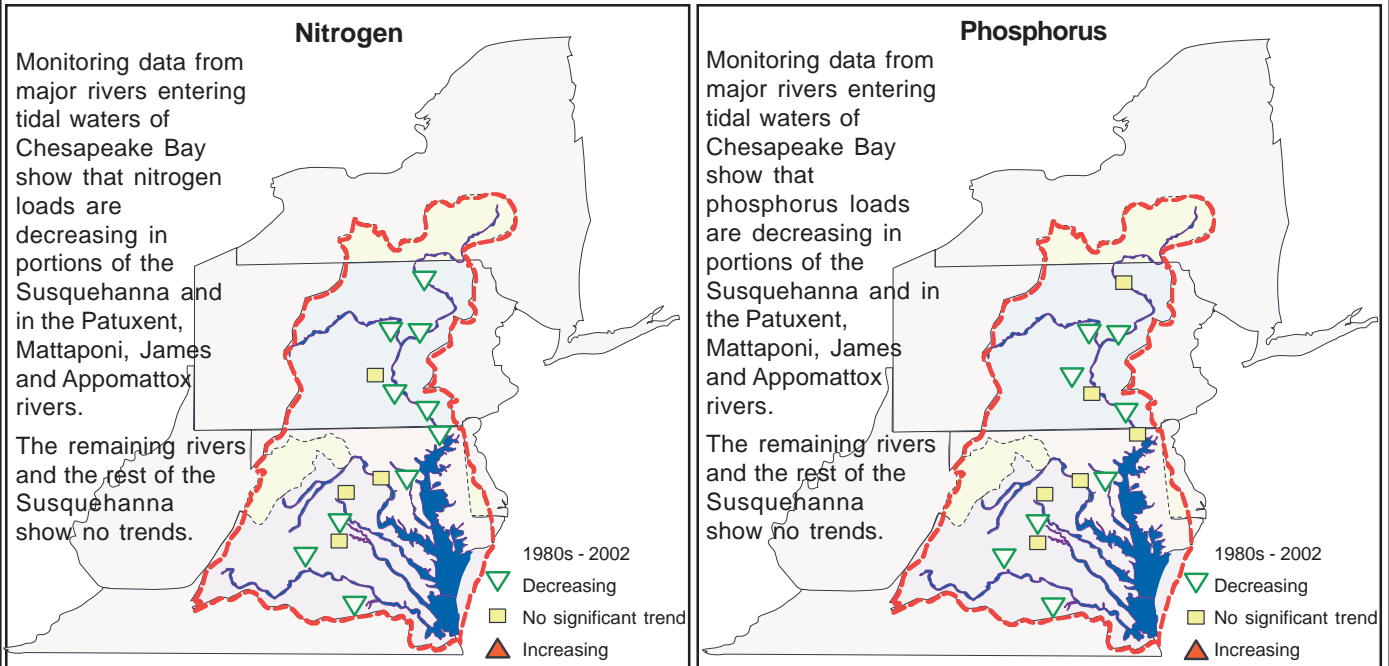 Nitrogen
Monitoring data from
major rivers entering
tidal waters of
Chesapeake Bay
show that nitrogen
loads are
decreasing in
portions of the
Susquehanna and
in the Patuxent,
Mattaponi, James
and Appomattox
rivers.
The remaining rivers
and the rest of the
Susquehanna
show no trends.
1980s - 2002
Decreasing
No significant trend
Increasing
Phosphorus
Monitoring data from
major rivers entering
tidal waters of
Chesapeake Bay
show that
phosphorus loads
are decreasing in
portions of the
Susquehanna and in
the Patuxent,
Mattaponi, James
and Appomattox
rivers.
The remaining rivers
and the rest of the
Susquehanna
show no trends.
1980s - 2002
Decreasing
No significant trend
Increasing